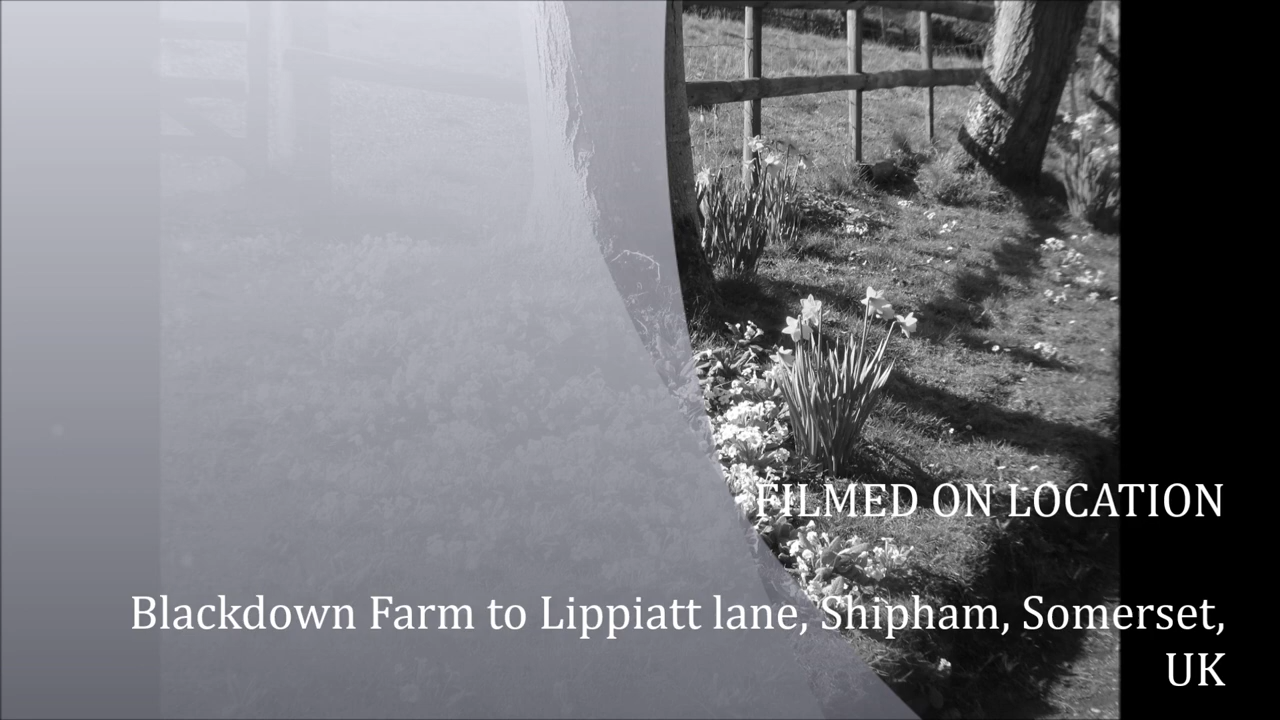 FILMED ON LOCATION
Blackdown Farm to Lippiatt lane, Shipham, Somerset,
UK